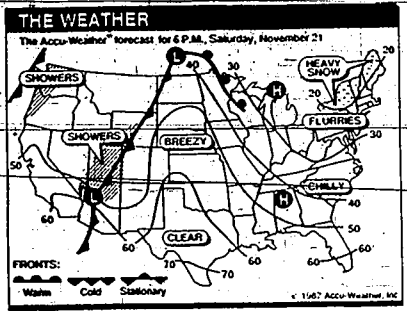 THE WEATHER
The Accu-Weather™ forecast for 6 P.M., Saturday, November 21
SHOWERS
L
40
30
H
HEAVY SNOW
20
20
FLURRIES
SHOWERS
BREEZY
30
50
L
CHILLY
H
40
60
CLEAR
50
60
60
60
70
70
FRONTS:
Warm Cold Stationary
© 1987 Accu-Weather, Inc